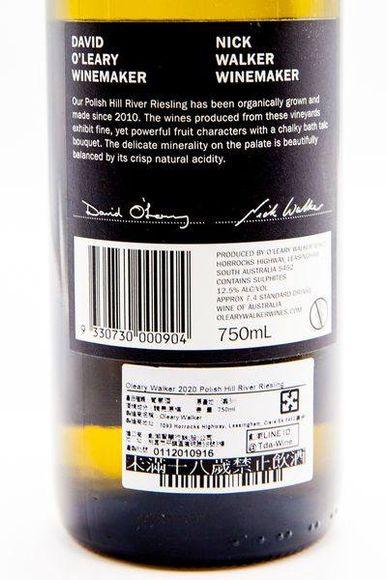 DAVID
O'LEARY
WINEMAKER
NICK
WALKER
WINEMAKER
Our Polish Hill River Riesling has been organically grown and
made since 2010. The wines produced from these vineyards
exhibit fine, yet powerful fruit characters with a chalky bath talc
bouquet. The delicate minerality on the palate is beautifully
balanced by its crisp natural acidity.
David O'Leary
Nick Walker
9 330730 000904
PRODUCED BY O'LEARY WALKER WINES
HORROCKS HIGHWAY, LEASINGHAM
SOUTH AUSTRALIA 5452
CONTAINS SULPHITES
12.5% ALC/VOL
APPROX 7.4 STANDARD DRINKS
WINE OF AUSTRALIA
OLEARYWALKERWINES.COM
750mL
Oleary Walker 2020 Polish Hill River Riesling
750ml
Oleary Walker
Horrocks Highway, Leasingham, Clare
LINE ID:
@Tda-Wine
0112010916
未滿十八歲禁止飲酒